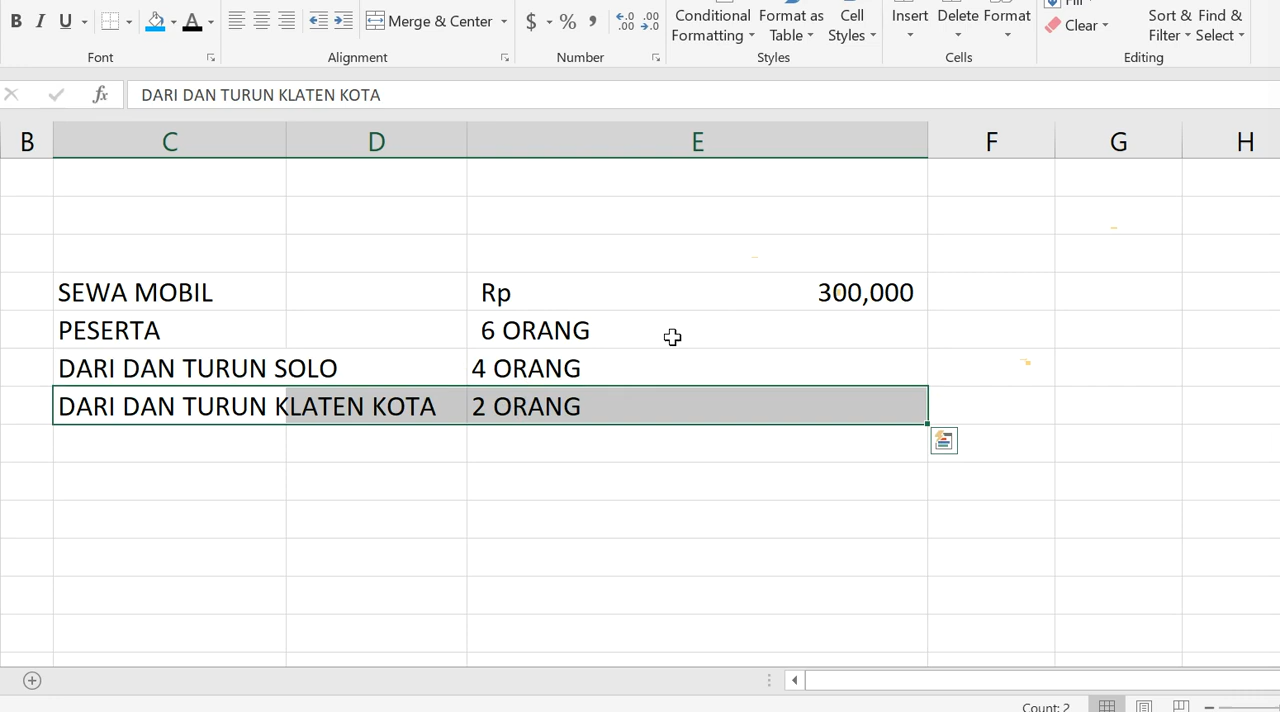 B I U A Merge & Center $ % , Conditional Formatting Format as Table Cell Styles Insert Delete Format Fill Clear Sort & Filter Find & Select
Font Alignment Number Styles Cells Editing
fx DARI DAN TURUN KLATEN KOTA
B C D E F G H
SEWA MOBIL Rp 300,000
PESERTA 6 ORANG
DARI DAN TURUN SOLO 4 ORANG
DARI DAN TURUN KLATEN KOTA 2 ORANG
Count: 2